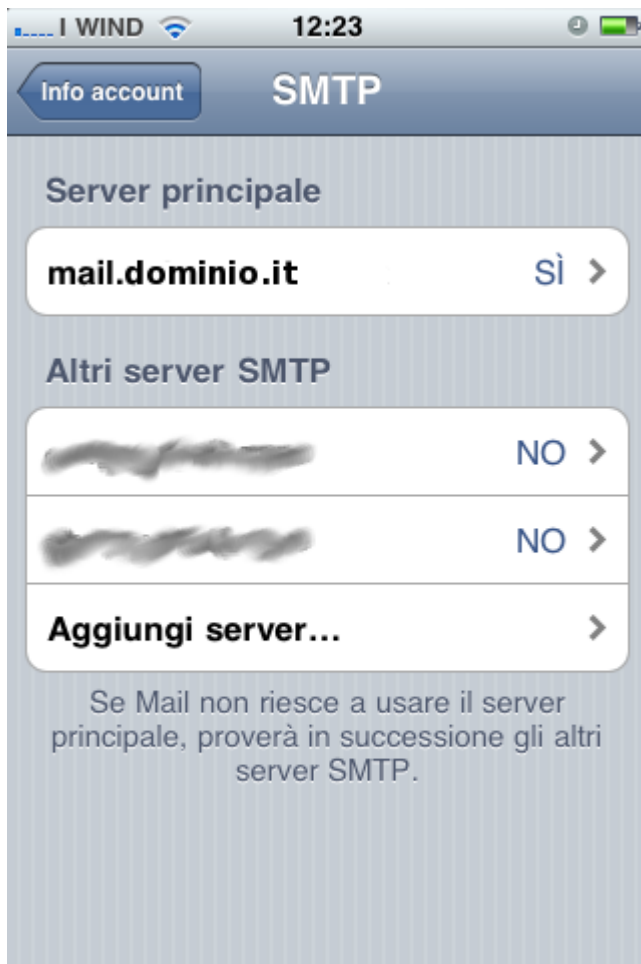 I WIND 12:23
Info account SMTP
Server principale
mail.dominio.it SÌ
Altri server SMTP
NO
NO
Aggiungi server...
Se Mail non riesce a usare il server
principale, proverà in successione gli altri
server SMTP.